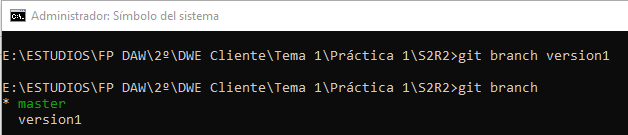 Administrador: Símbolo del sistema
E:\ESTUDIOS\FP DAW\2º\DWE Cliente\Tema 1\Práctica 1\S2R2>git branch version1
E:\ESTUDIOS\FP DAW\2º\DWE Cliente\Tema 1\Práctica 1\S2R2>git branch
* master
version1